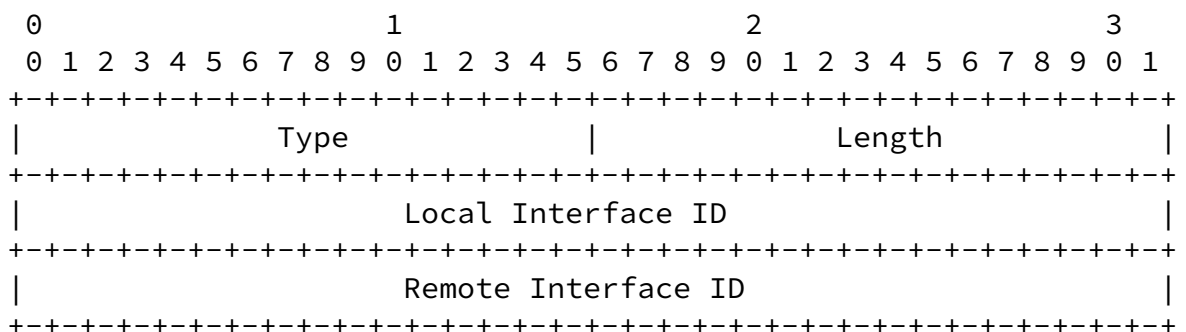 0                   1                   2                   3
0 1 2 3 4 5 6 7 8 9 0 1 2 3 4 5 6 7 8 9 0 1 2 3 4 5 6 7 8 9 0 1
+-+-+-+-+-+-+-+-+-+-+-+-+-+-+-+-+-+-+-+-+-+-+-+-+-+-+-+-+-+-+-+-+
|              Type             |             Length            |
+-+-+-+-+-+-+-+-+-+-+-+-+-+-+-+-+-+-+-+-+-+-+-+-+-+-+-+-+-+-+-+-+
|                     Local Interface ID                        |
+-+-+-+-+-+-+-+-+-+-+-+-+-+-+-+-+-+-+-+-+-+-+-+-+-+-+-+-+-+-+-+-+
|                     Remote Interface ID                       |
+-+-+-+-+-+-+-+-+-+-+-+-+-+-+-+-+-+-+-+-+-+-+-+-+-+-+-+-+-+-+-+-+